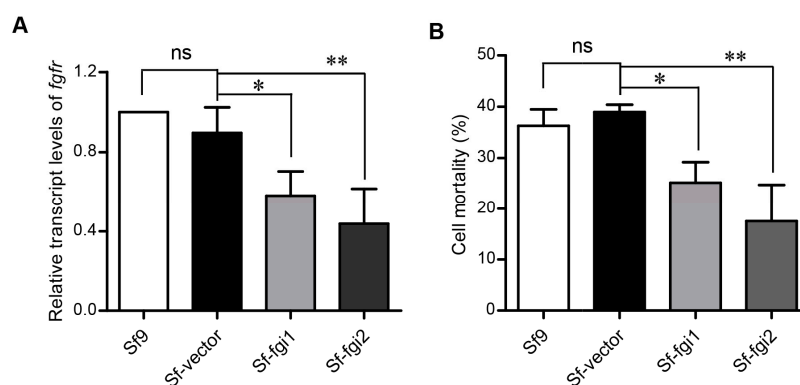 A
Relative transcript levels of fgfr
1.2
0.8
0.4
0.0
ns
*
**
Sf9
Sf-vector
Sf-fgi1
Sf-fgi2
B
Cell mortality (%)
50
40
30
20
10
0
ns
*
**
Sf9
Sf-vector
Sf-fgi1
Sf-fgi2